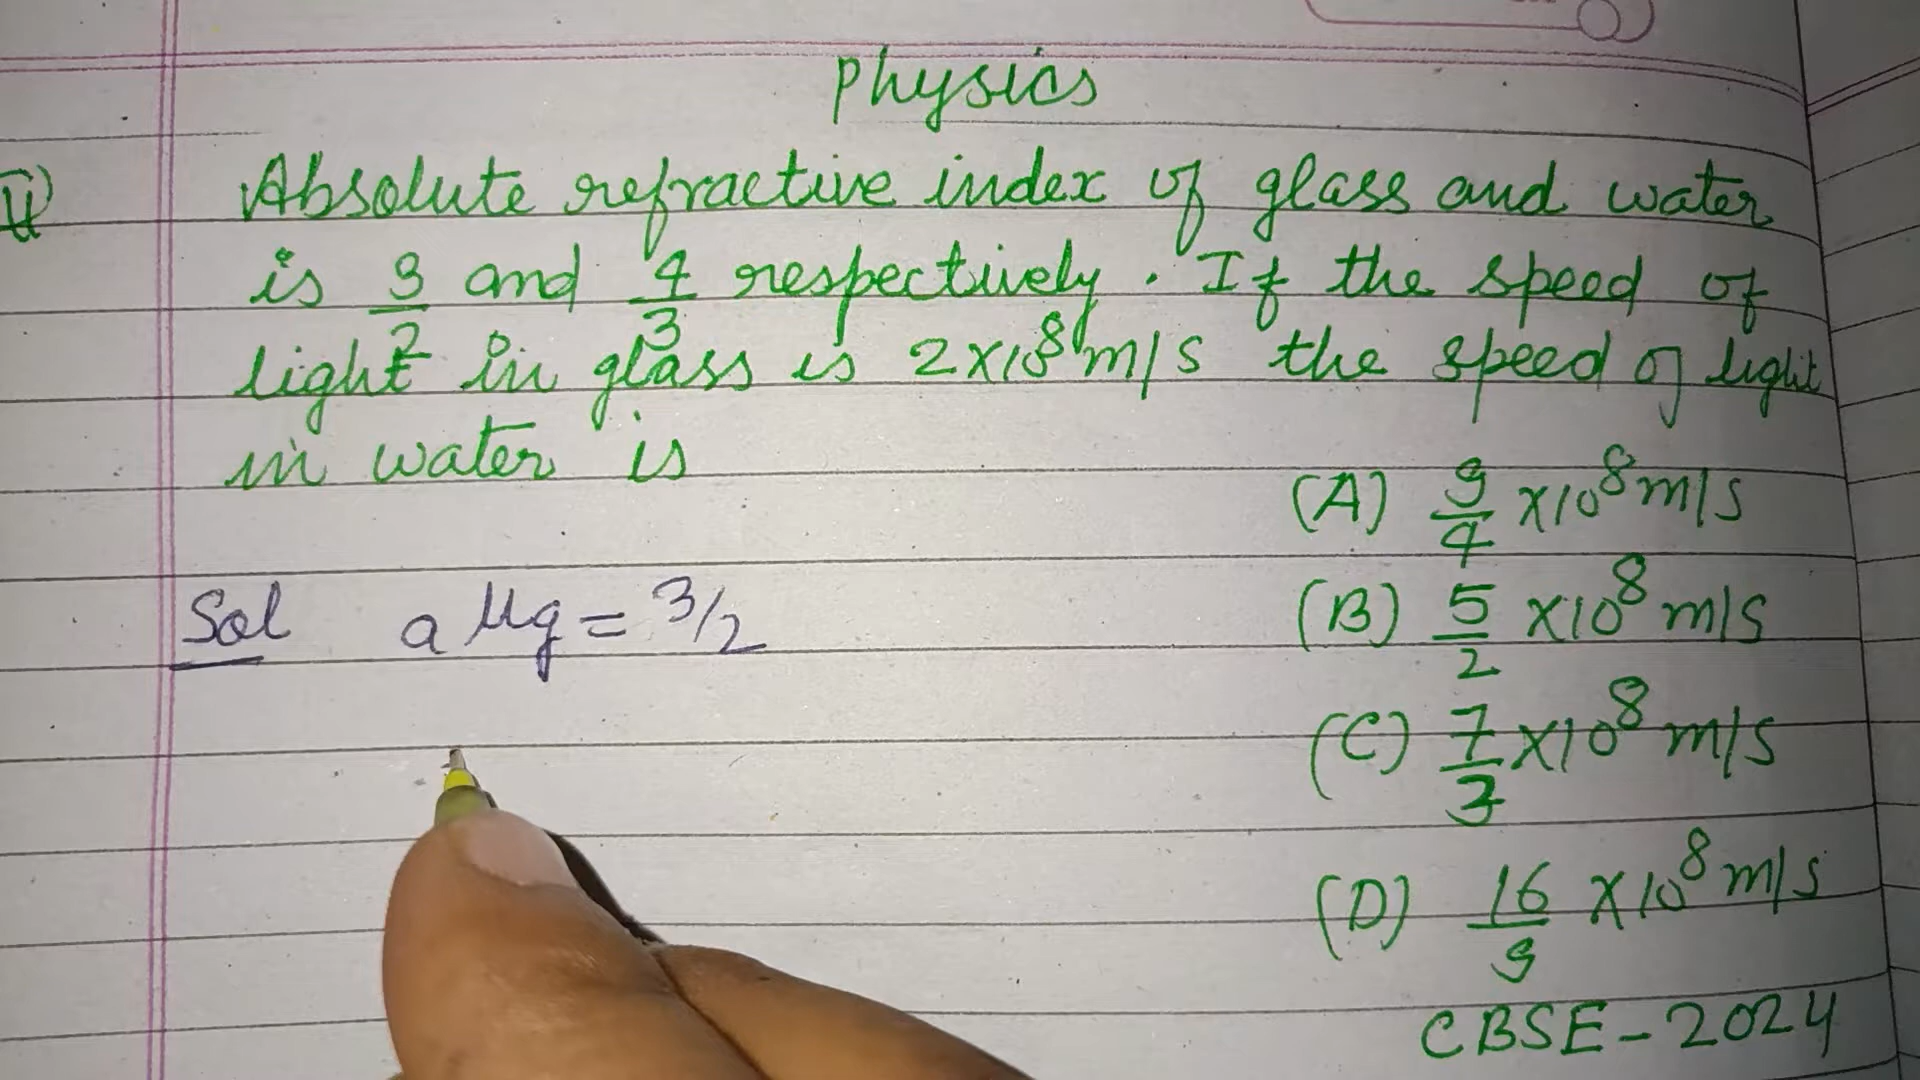 Physics
Absolute refractive index of glass and water
is 3/2 and 4/3 respectively. If the speed of
light in glass is 2×10⁸ m/s the speed of light
in water is
(A) 9/4 ×10⁸ m/s
(B) 5/2 ×10⁸ m/s
(C) 7/3 ×10⁸ m/s
(D) 16/9 ×10⁸ m/s
Sol aμg = 3/2
CBSE-2024